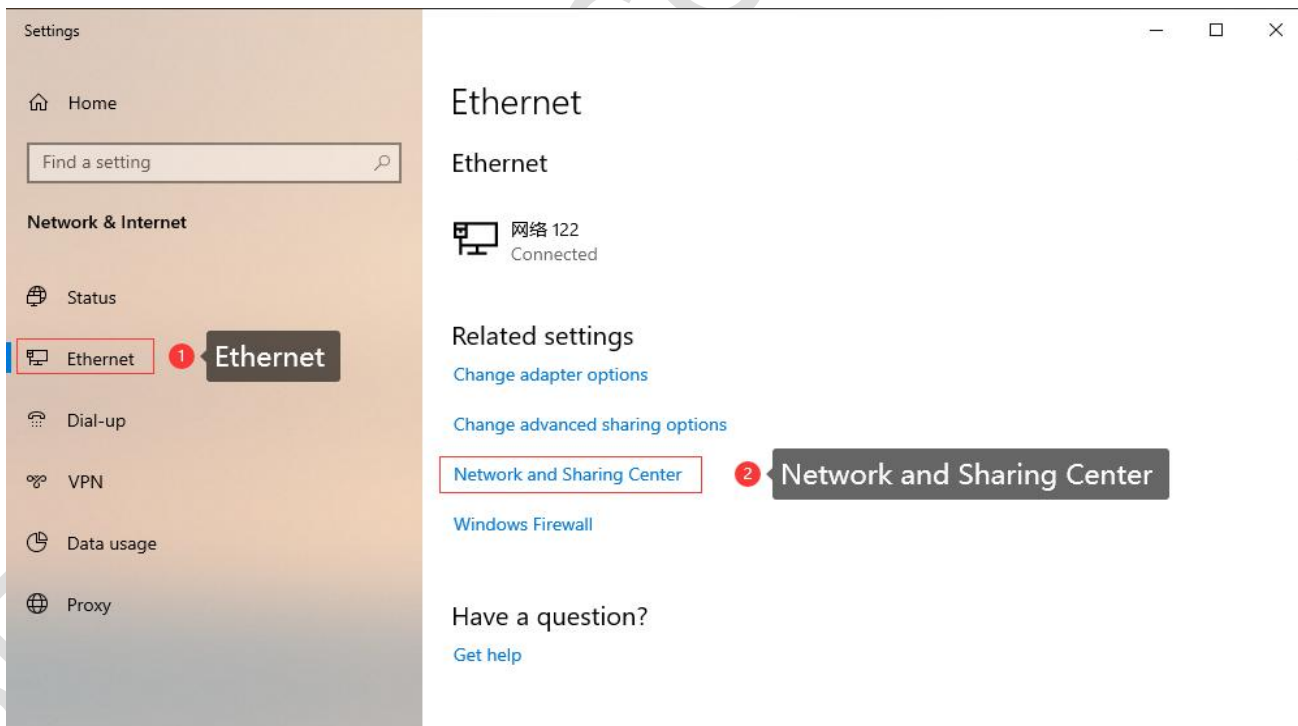 Settings
Home
Find a setting
Network & Internet
Status
Ethernet
1 Ethernet
Dial-up
VPN
Data usage
Proxy
Ethernet
Ethernet
网络 122
Connected
Related settings
Change adapter options
Change advanced sharing options
Network and Sharing Center
2 Network and Sharing Center
Windows Firewall
Have a question?
Get help